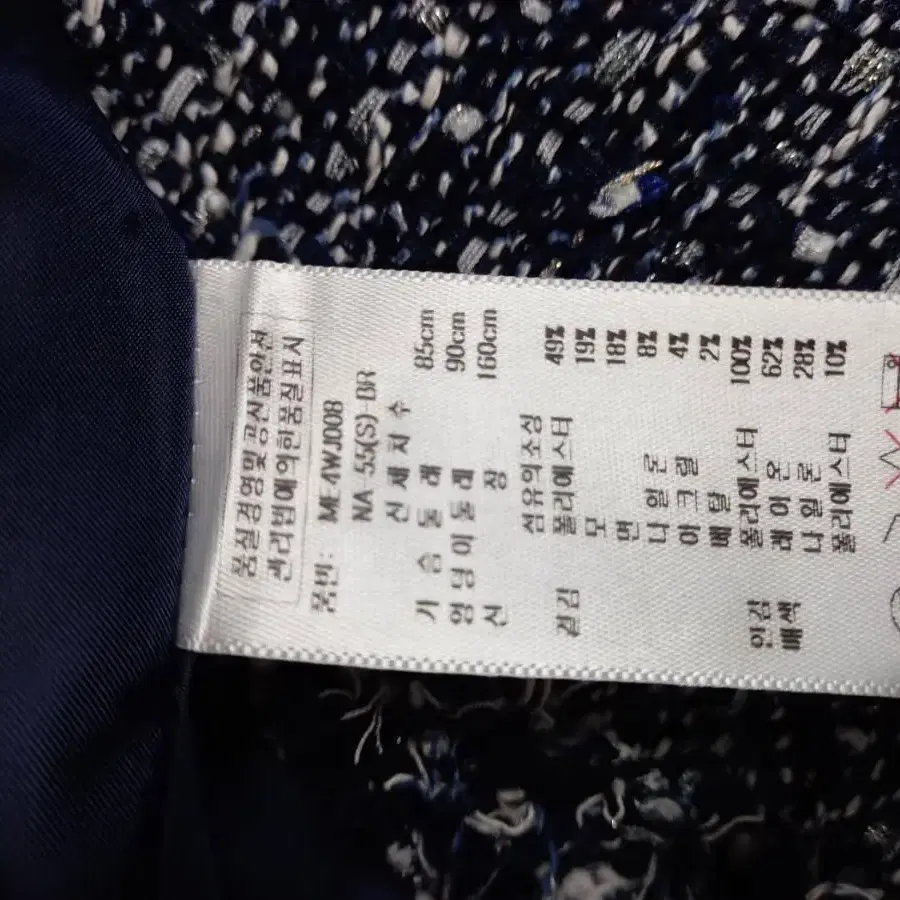 품질경영및공산품안전
관리법에의한품질표시
품번: ME4WJ008
NA-55(S)-BR
신체치수
가슴둘레 85cm
엉덩이둘레 90cm
신장 160cm
섬유의조성
겉감 폴리에스터 49%
모 19%
면 18%
나일론 8%
아크릴 4%
메탈 2%
안감 폴리에스터 100%
배색 레이온 62%
나일론 28%
폴리에스터 10%